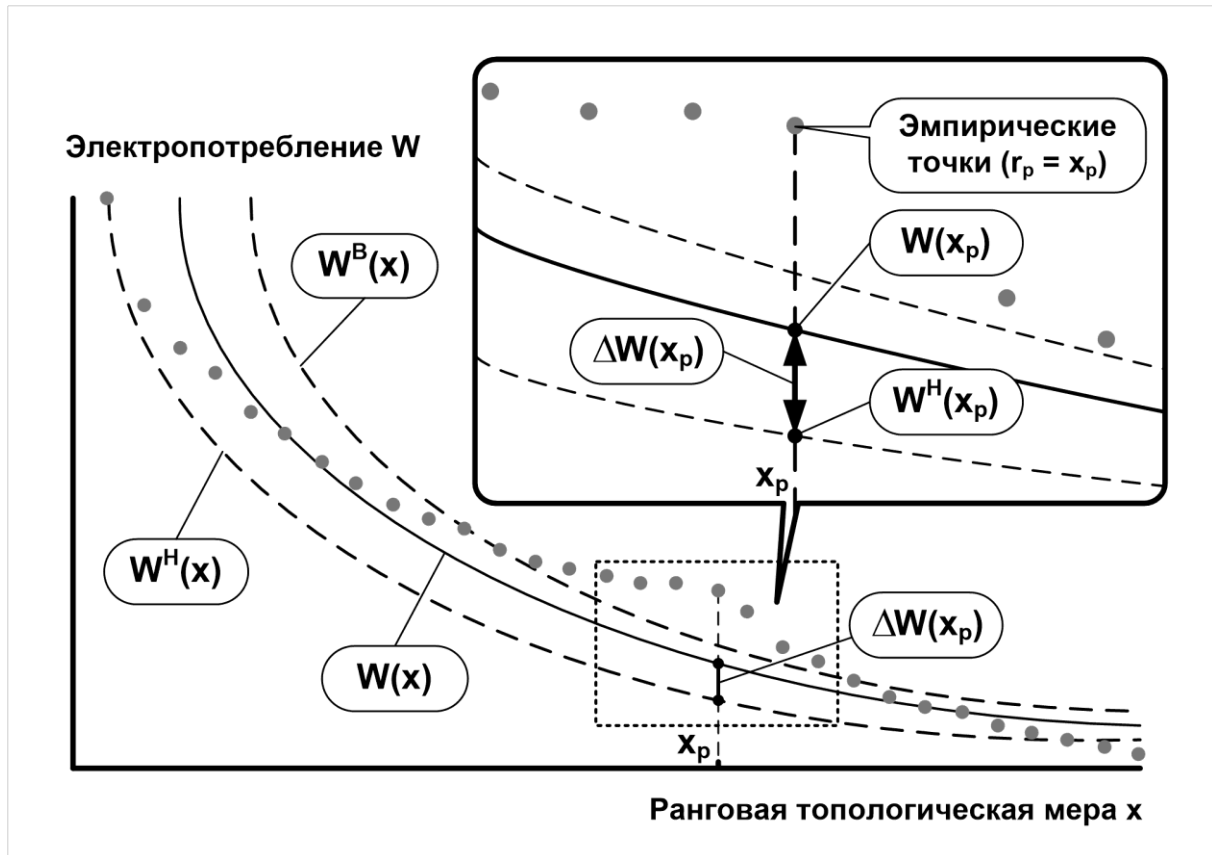 Электропотребление W
Эмпирические
точки (rₚ = xₚ)
W(xₚ)
Wᴮ(x)
ΔW(xₚ)
Wᴴ(xₚ)
xₚ
Wᴴ(x)
ΔW(xₚ)
W(x)
xₚ
Ранговая топологическая мера x